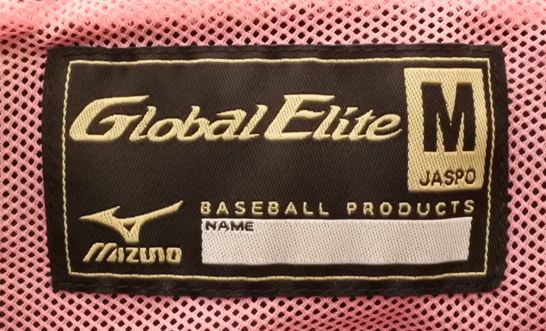 Global Elite
M
JASPO
BASEBALL PRODUCTS
NAME
Mizuno